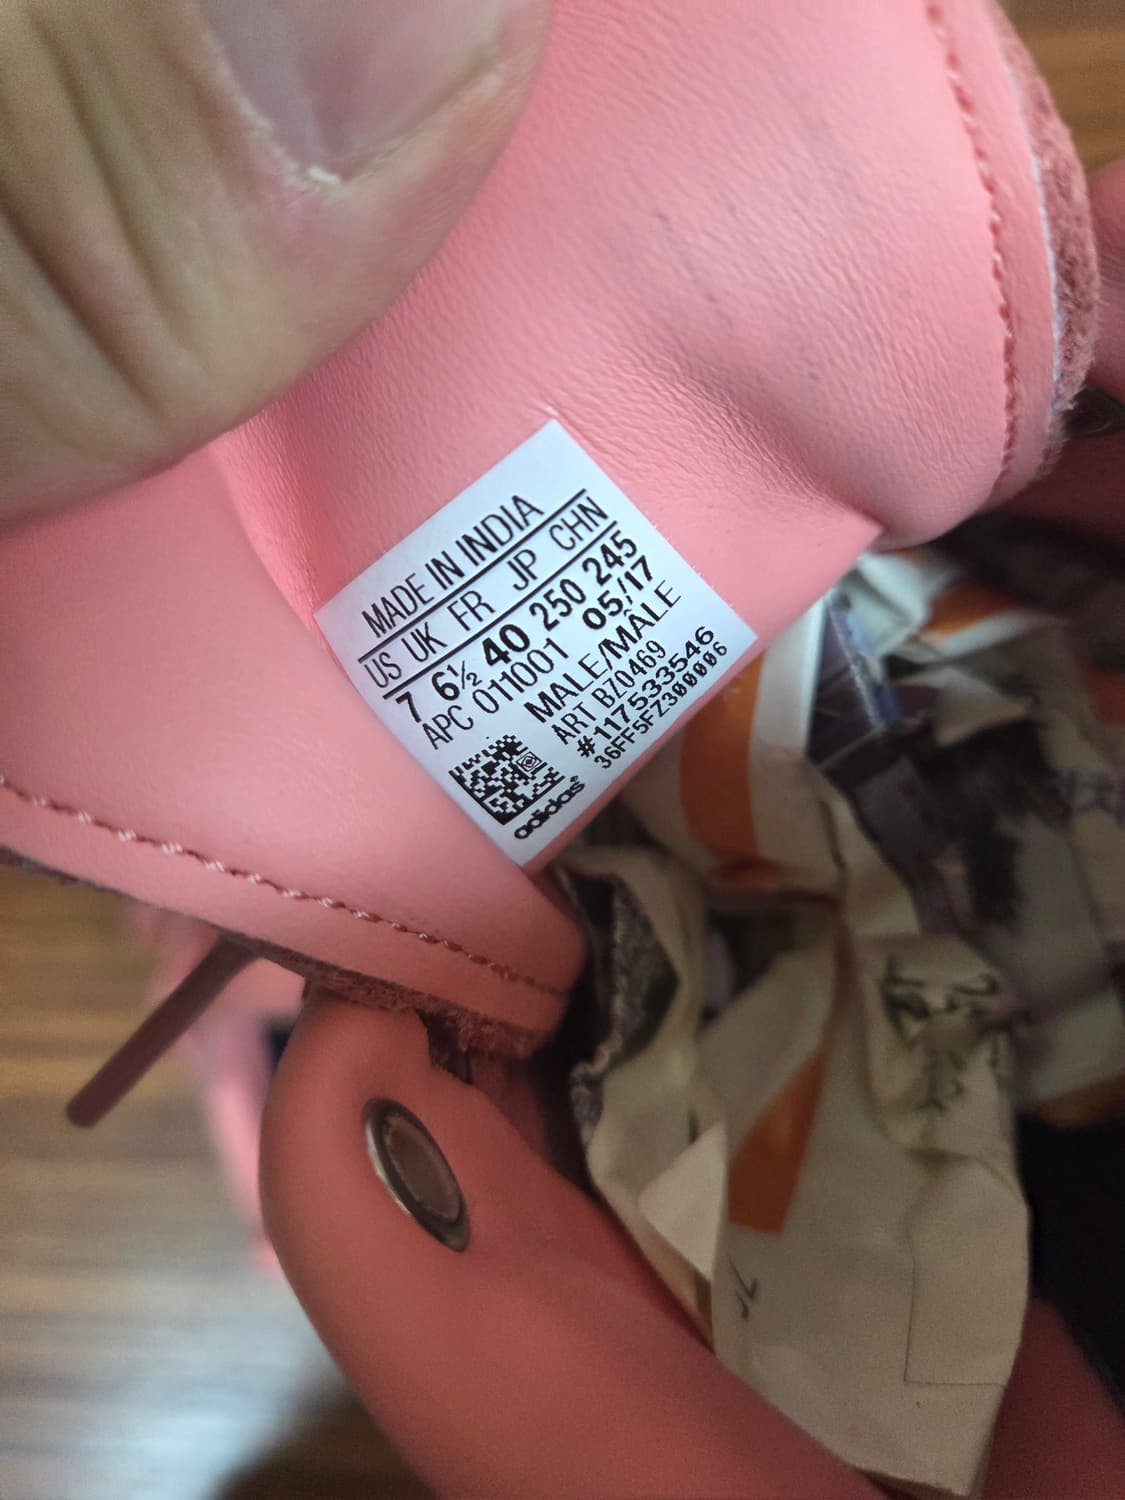 MADE IN INDIA
US UK FR JP CHN
7 6½ 40 250 245
APC 011001 05/17
MALE/MÂLE
ART BZ0469
#117533546
36FF5FZ300006
adidas®